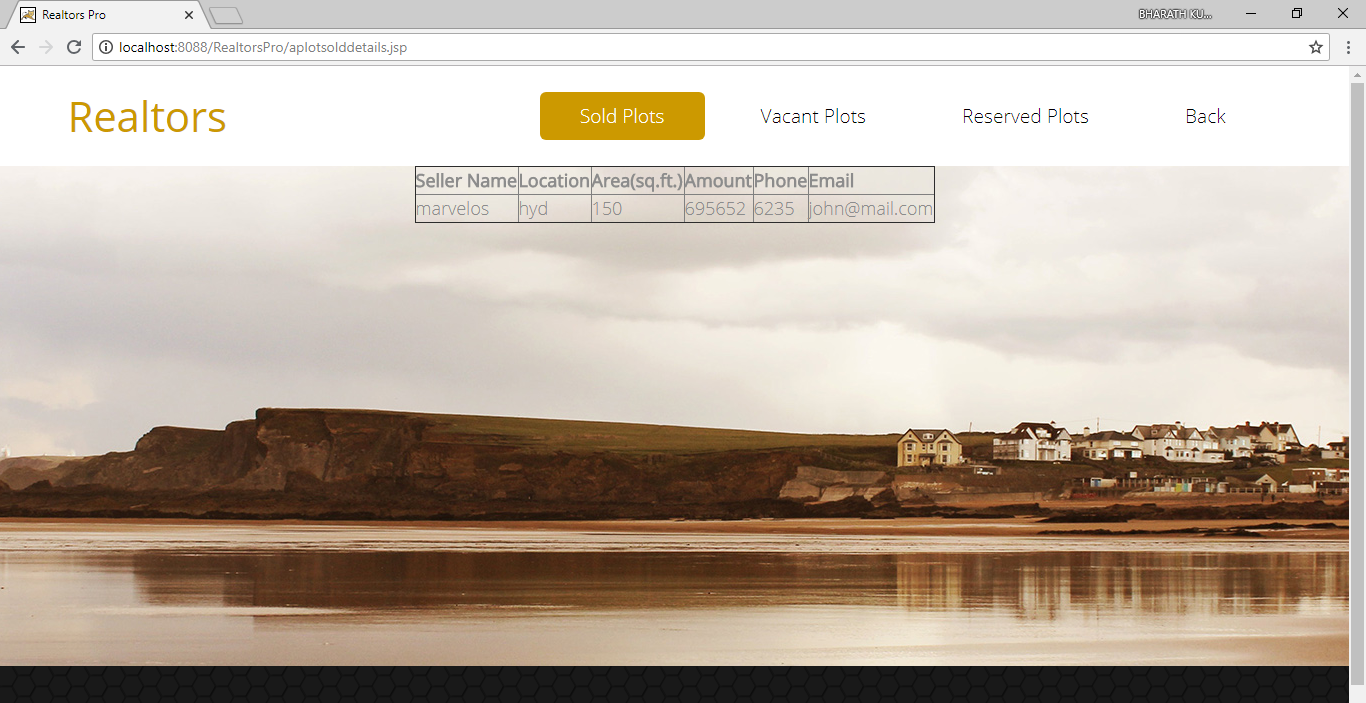 Realtors Pro
BHARATH KU...
localhost:8088/RealtorsPro/aplotsolddetails.jsp
Realtors Sold Plots Vacant Plots Reserved Plots Back
Seller Name Location Area(sq.ft.) Amount Phone Email
marvelos hyd 150 695652 6235 john@mail.com